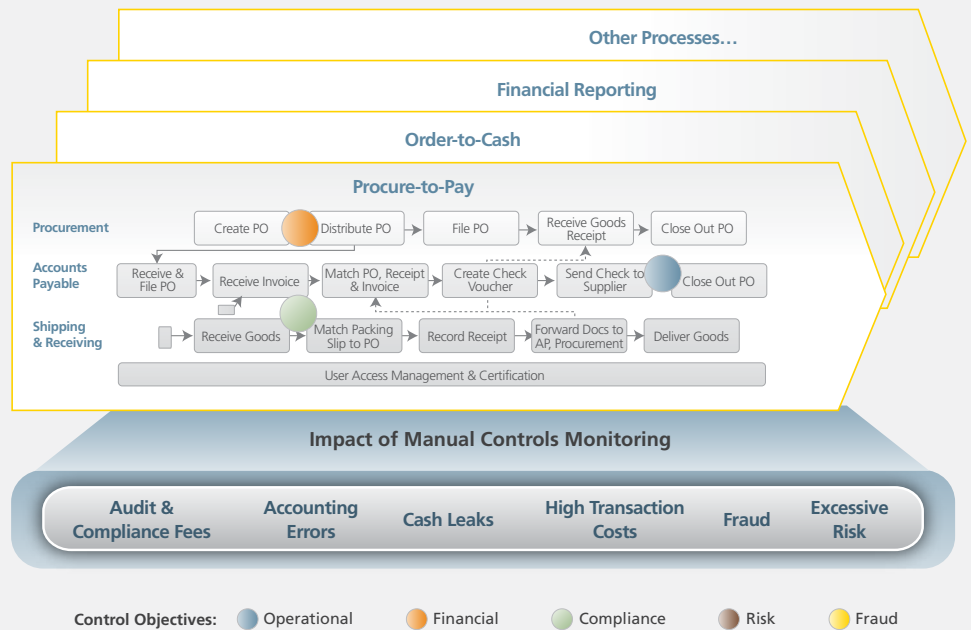 Other Processes…
Financial Reporting
Order-to-Cash
Procure-to-Pay
Procurement
Create PO
Distribute PO
File PO
Receive Goods
Receipt
Close Out PO
Accounts
Payable
Receive &
File PO
Receive Invoice
Match PO, Receipt
& Invoice
Create Check
Voucher
Send Check to
Supplier
Close Out PO
Shipping
& Receiving
Receive Goods
Match Packing
Slip to PO
Record Receipt
Forward Docs to
AP, Procurement
Deliver Goods
User Access Management & Certification
Impact of Manual Controls Monitoring
Audit &
Compliance Fees
Accounting
Errors
Cash Leaks
High Transaction
Costs
Fraud
Excessive
Risk
Control Objectives:
Operational
Financial
Compliance
Risk
Fraud